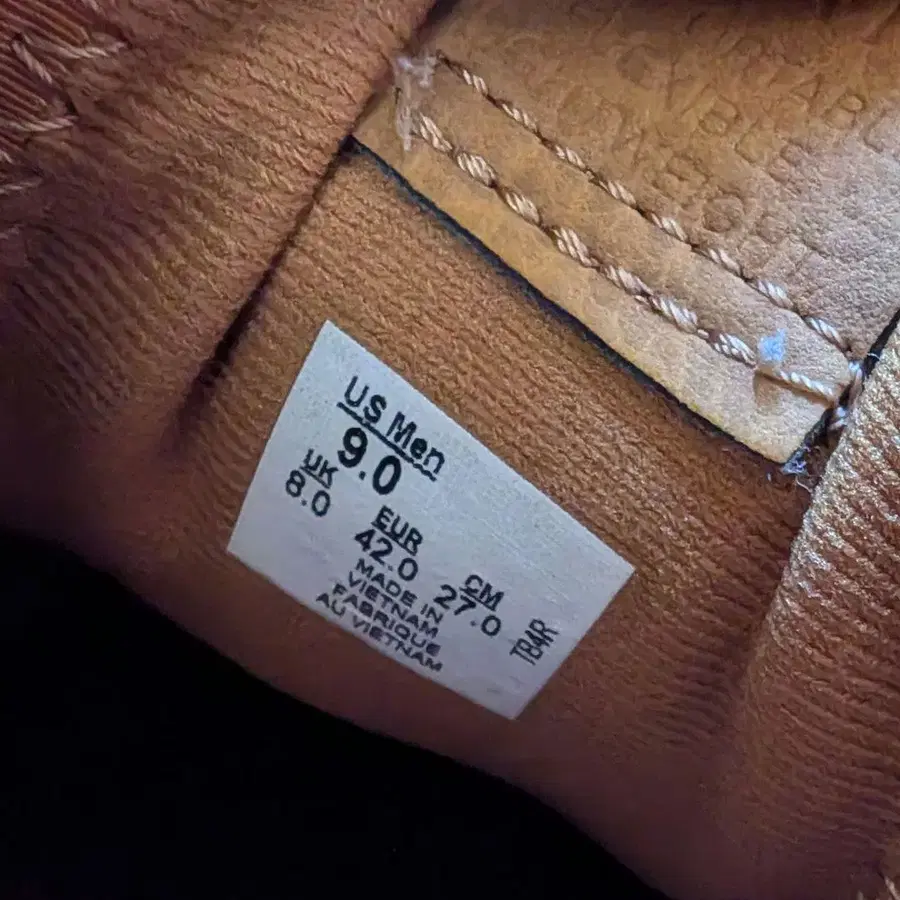 US Men
9.0
UK
8.0
EUR
42.0
CM
27.0
MADE IN
VIETNAM
FABRIQUE
AU VIETNAM
TB4R